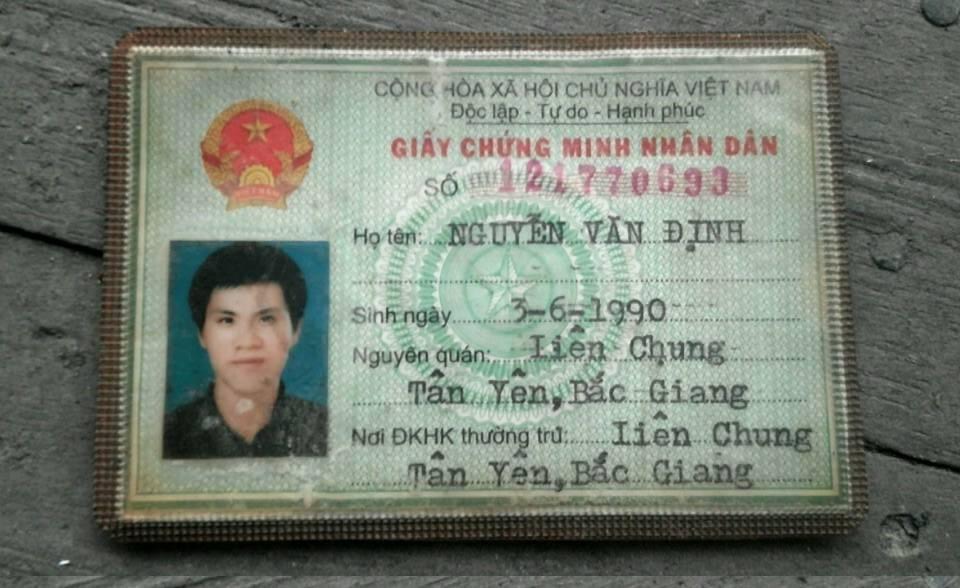 CỘNG HÒA XÃ HỘI CHỦ NGHĨA VIỆT NAM
Độc lập - Tự do - Hạnh phúc
GIẤY CHỨNG MINH NHÂN DÂN
SỐ 121770693
Họ tên: NGUYỄN VĂN ĐỊNH
Sinh ngày 3-6-1990
Nguyên quán: Liên Chung
Tân Yên, Bắc Giang
Nơi ĐKHK thường trú: Liên Chung
Tân Yên, Bắc Giang